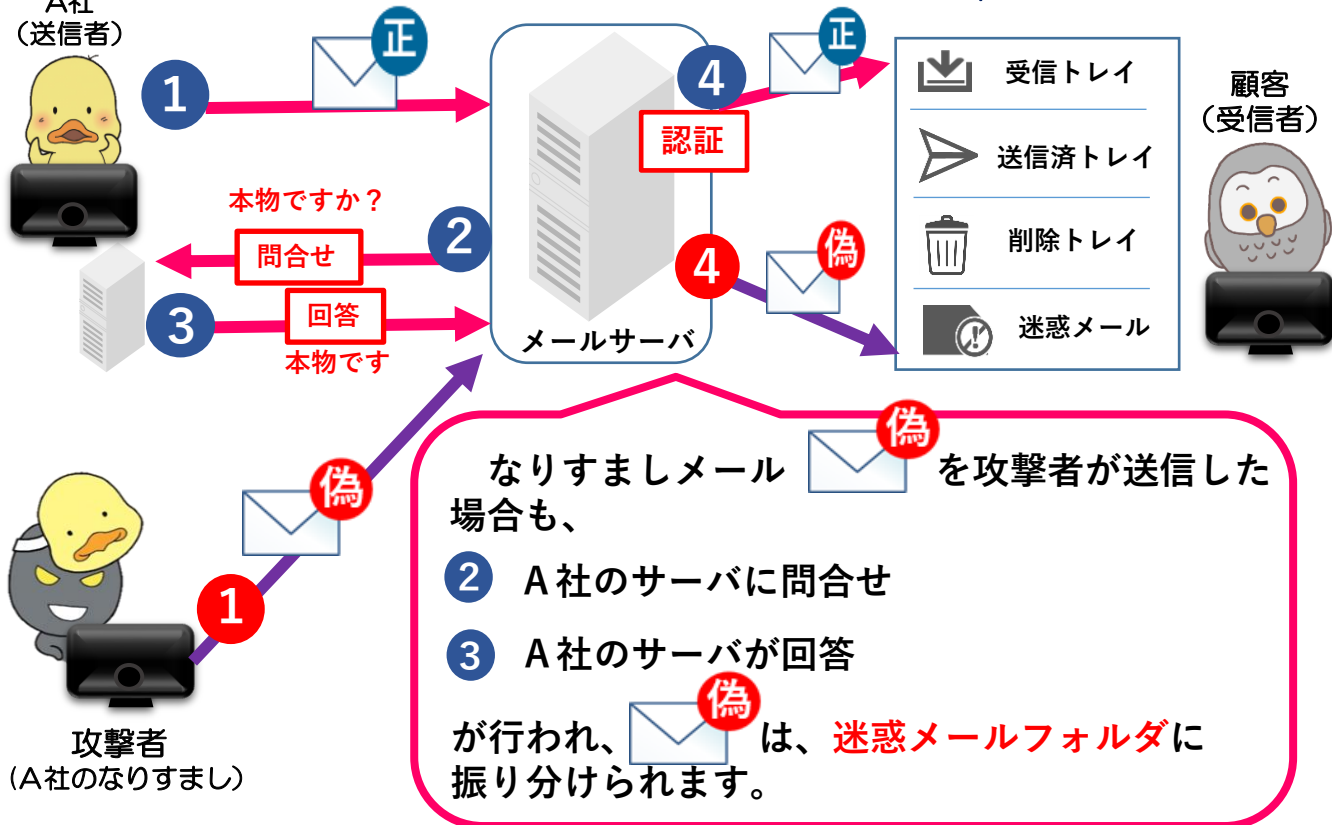 A社
(送信者)
正
正
1
4
認証
受信トレイ
送信済トレイ
削除トレイ
迷惑メール
顧客
(受信者)
本物ですか？
問合せ
2
3
回答
本物です
メールサーバ
4
偽
偽
1
攻撃者
(A社のなりすまし)
なりすましメール 偽 を攻撃者が送信した
場合も、
2 A社のサーバに問合せ
3 A社のサーバが回答
が行われ、 偽 は、迷惑メールフォルダに
振り分けられます。